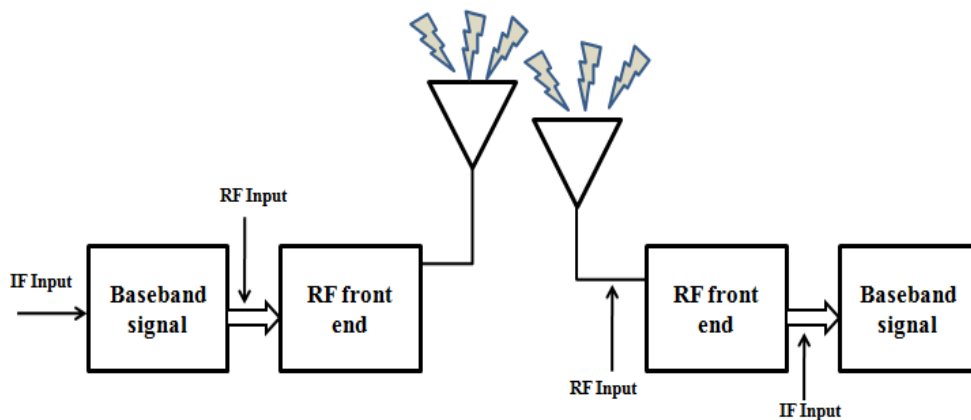 RF Input
IF Input
Baseband
signal
RF front
end
RF Input
RF front
end
IF Input
Baseband
signal